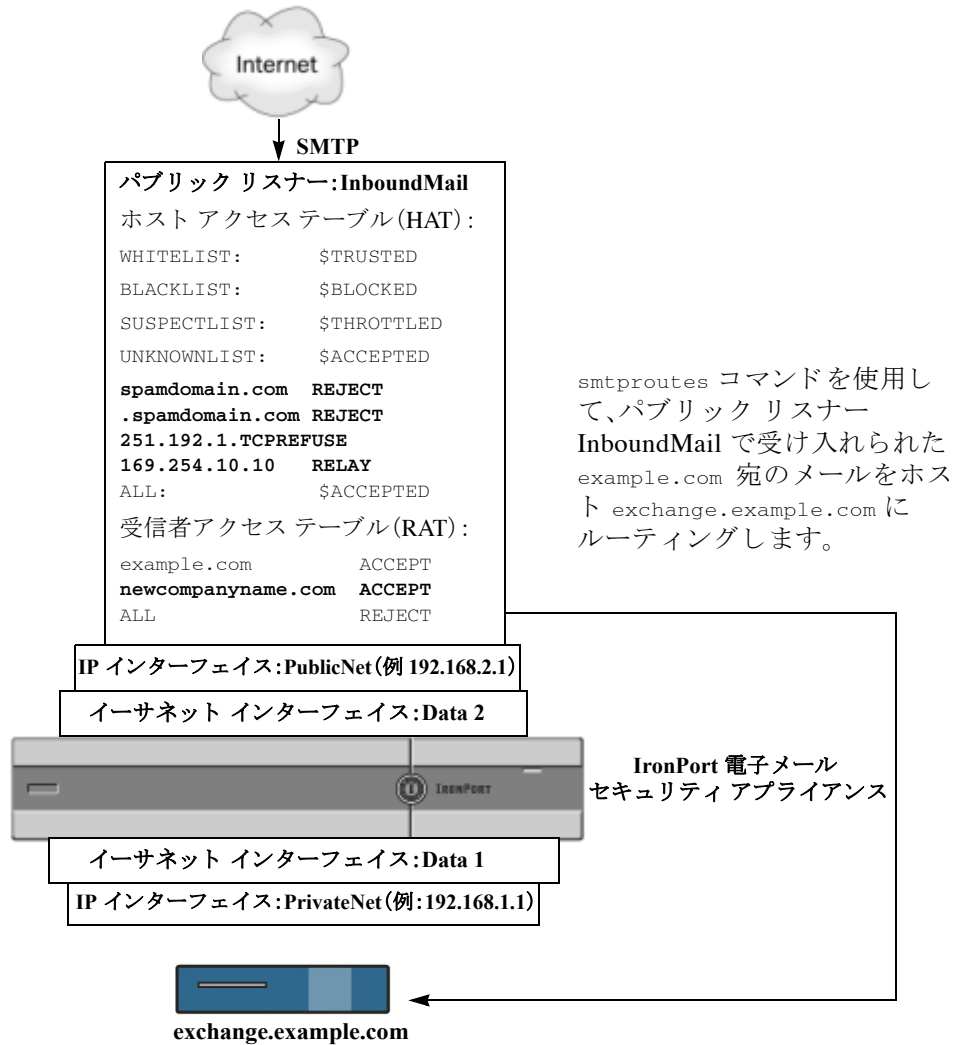 Internet
SMTP
パブリック リスナー:InboundMail
ホスト アクセス テーブル(HAT):
WHITELIST: $TRUSTED
BLACKLIST: $BLOCKED
SUSPECTLIST: $THROTTLED
UNKNOWNLIST: $ACCEPTED
spamdomain.com REJECT
.spamdomain.com REJECT
251.192.1.TCPREFUSE
169.254.10.10 RELAY
ALL: $ACCEPTED
受信者アクセス テーブル(RAT):
example.com ACCEPT
newcompanyname.com ACCEPT
ALL REJECT
smtproutes コマンドを使用し
て、パブリック リスナー
InboundMail で受け入れられた
example.com 宛のメールをホス
ト exchange.example.com に
ルーティングします。
IP インターフェイス:PublicNet(例 192.168.2.1)
イーサネット インターフェイス:Data 2
IRONPORT
IronPort 電子メール
セキュリティ アプライアンス
イーサネット インターフェイス:Data 1
IP インターフェイス:PrivateNet(例:192.168.1.1)
exchange.example.com